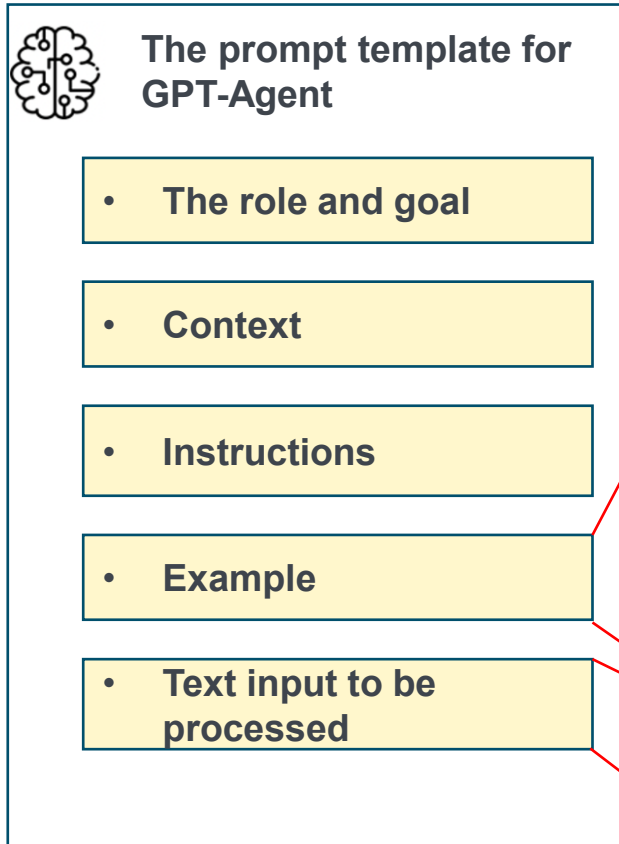 The prompt template for
GPT-Agent
• The role and goal
• Context
• Instructions
• Example
• Text input to be
processed